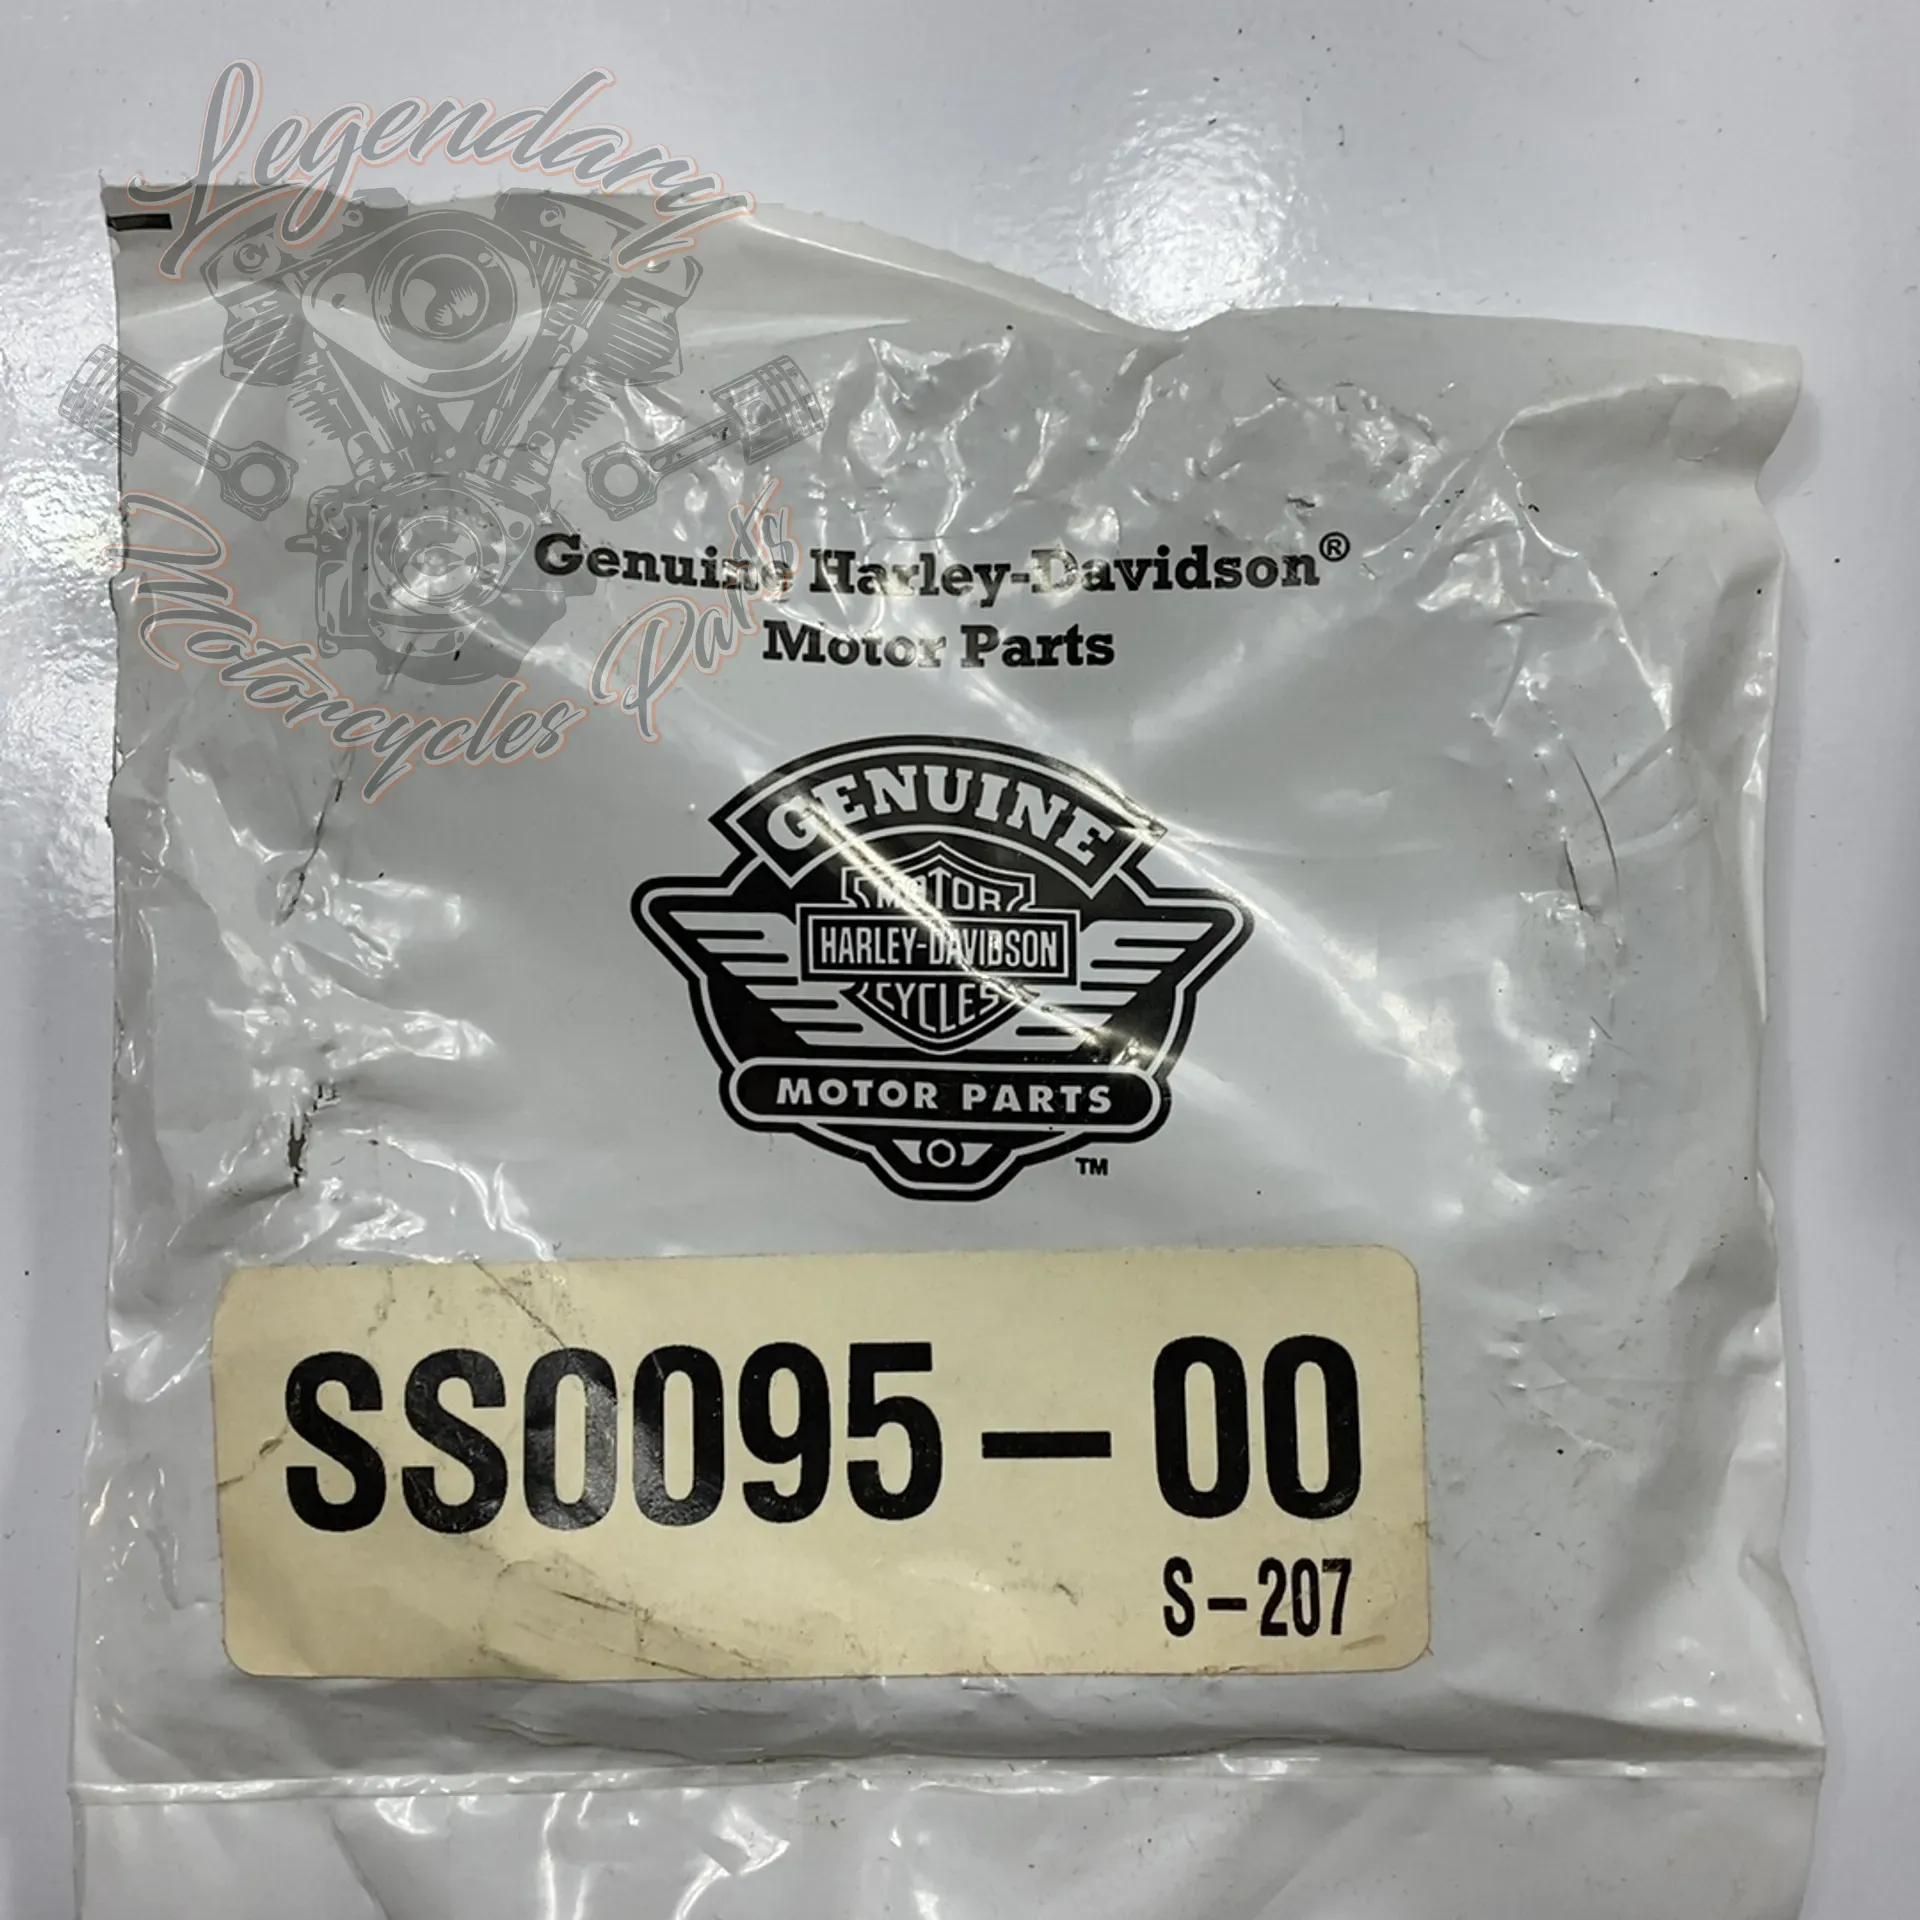 Legendary
Motorcycles Parts
Genuine Harley-Davidson®
Motor Parts
GENUINE
MOTOR
HARLEY-DAVIDSON
CYCLES
MOTOR PARTS
TM
SS0095-00
S-207